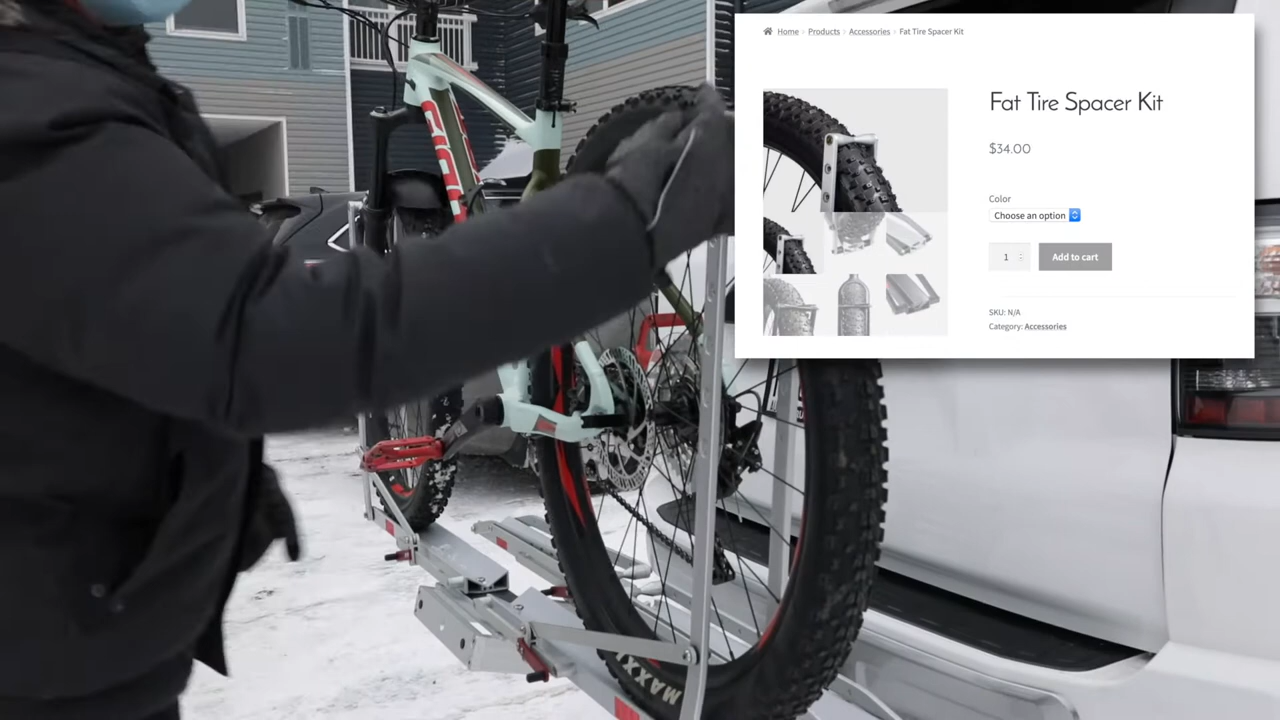 Home › Products › Accessories › Fat Tire Spacer Kit
Fat Tire Spacer Kit
$34.00
Color
Choose an option
1
Add to cart
SKU: N/A
Category: Accessories
MAXX